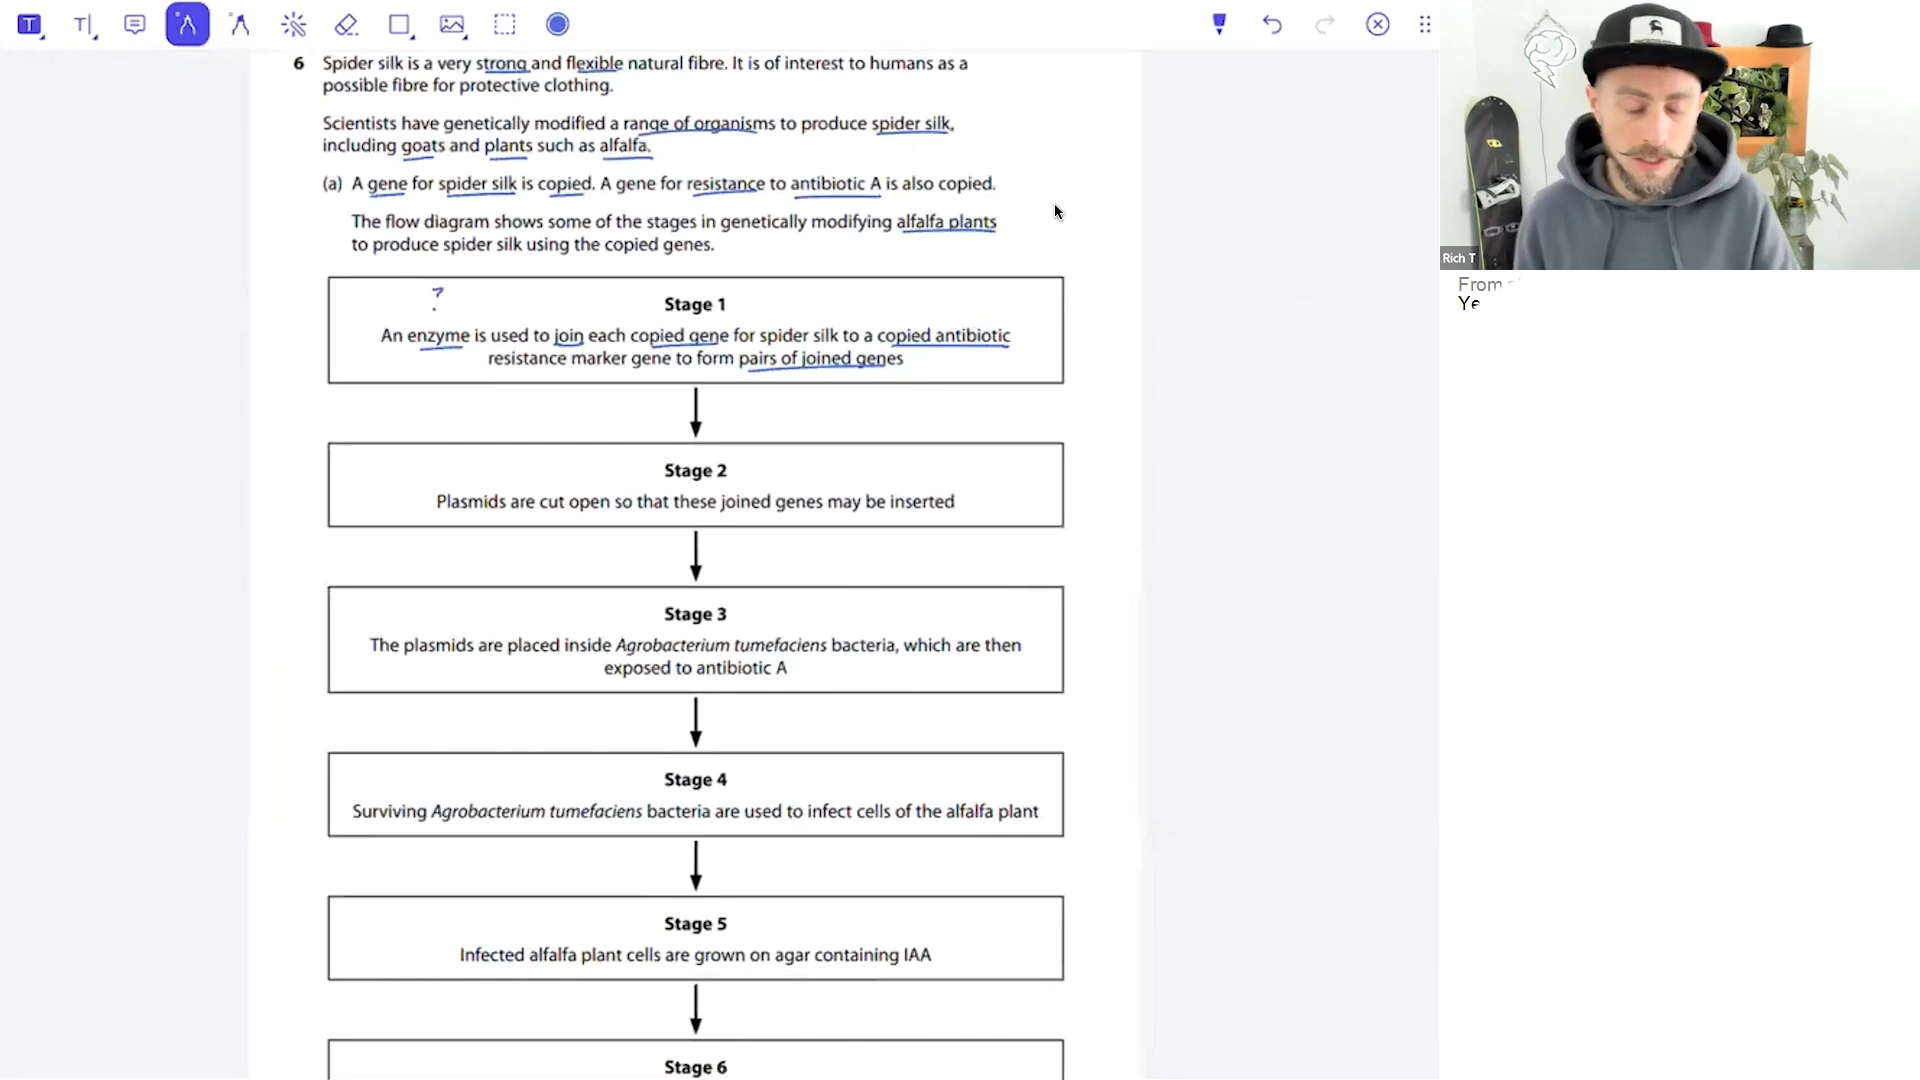 6 Spider silk is a very strong and flexible natural fibre. It is of interest to humans as a
possible fibre for protective clothing.
Scientists have genetically modified a range of organisms to produce spider silk,
including goats and plants such as alfalfa.
(a) A gene for spider silk is copied. A gene for resistance to antibiotic A is also copied.
The flow diagram shows some of the stages in genetically modifying alfalfa plants
to produce spider silk using the copied genes.
?
Stage 1
An enzyme is used to join each copied gene for spider silk to a copied antibiotic
resistance marker gene to form pairs of joined genes
Stage 2
Plasmids are cut open so that these joined genes may be inserted
Stage 3
The plasmids are placed inside Agrobacterium tumefaciens bacteria, which are then
exposed to antibiotic A
Stage 4
Surviving Agrobacterium tumefaciens bacteria are used to infect cells of the alfalfa plant
Stage 5
Infected alfalfa plant cells are grown on agar containing IAA
Stage 6
Rich T
From
Ye